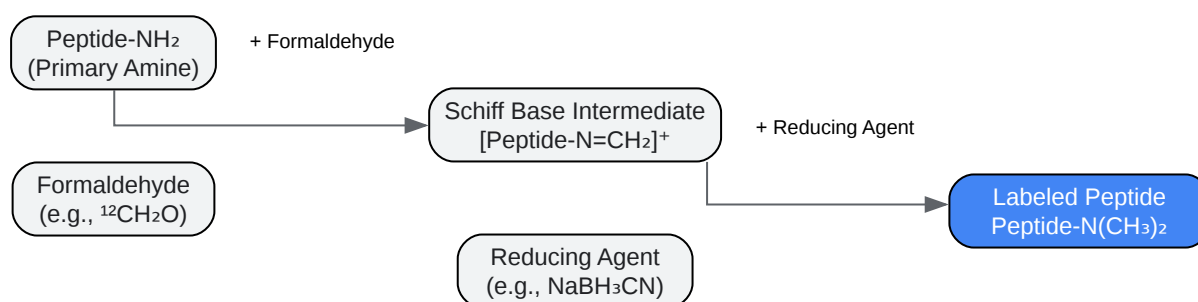 Peptide-NH₂
(Primary Amine)
+ Formaldehyde
Schiff Base Intermediate
[Peptide-N=CH₂]⁺
+ Reducing Agent
Formaldehyde
(e.g., ¹²CH₂O)
Labeled Peptide
Peptide-N(CH₃)₂
Reducing Agent
(e.g., NaBH₃CN)